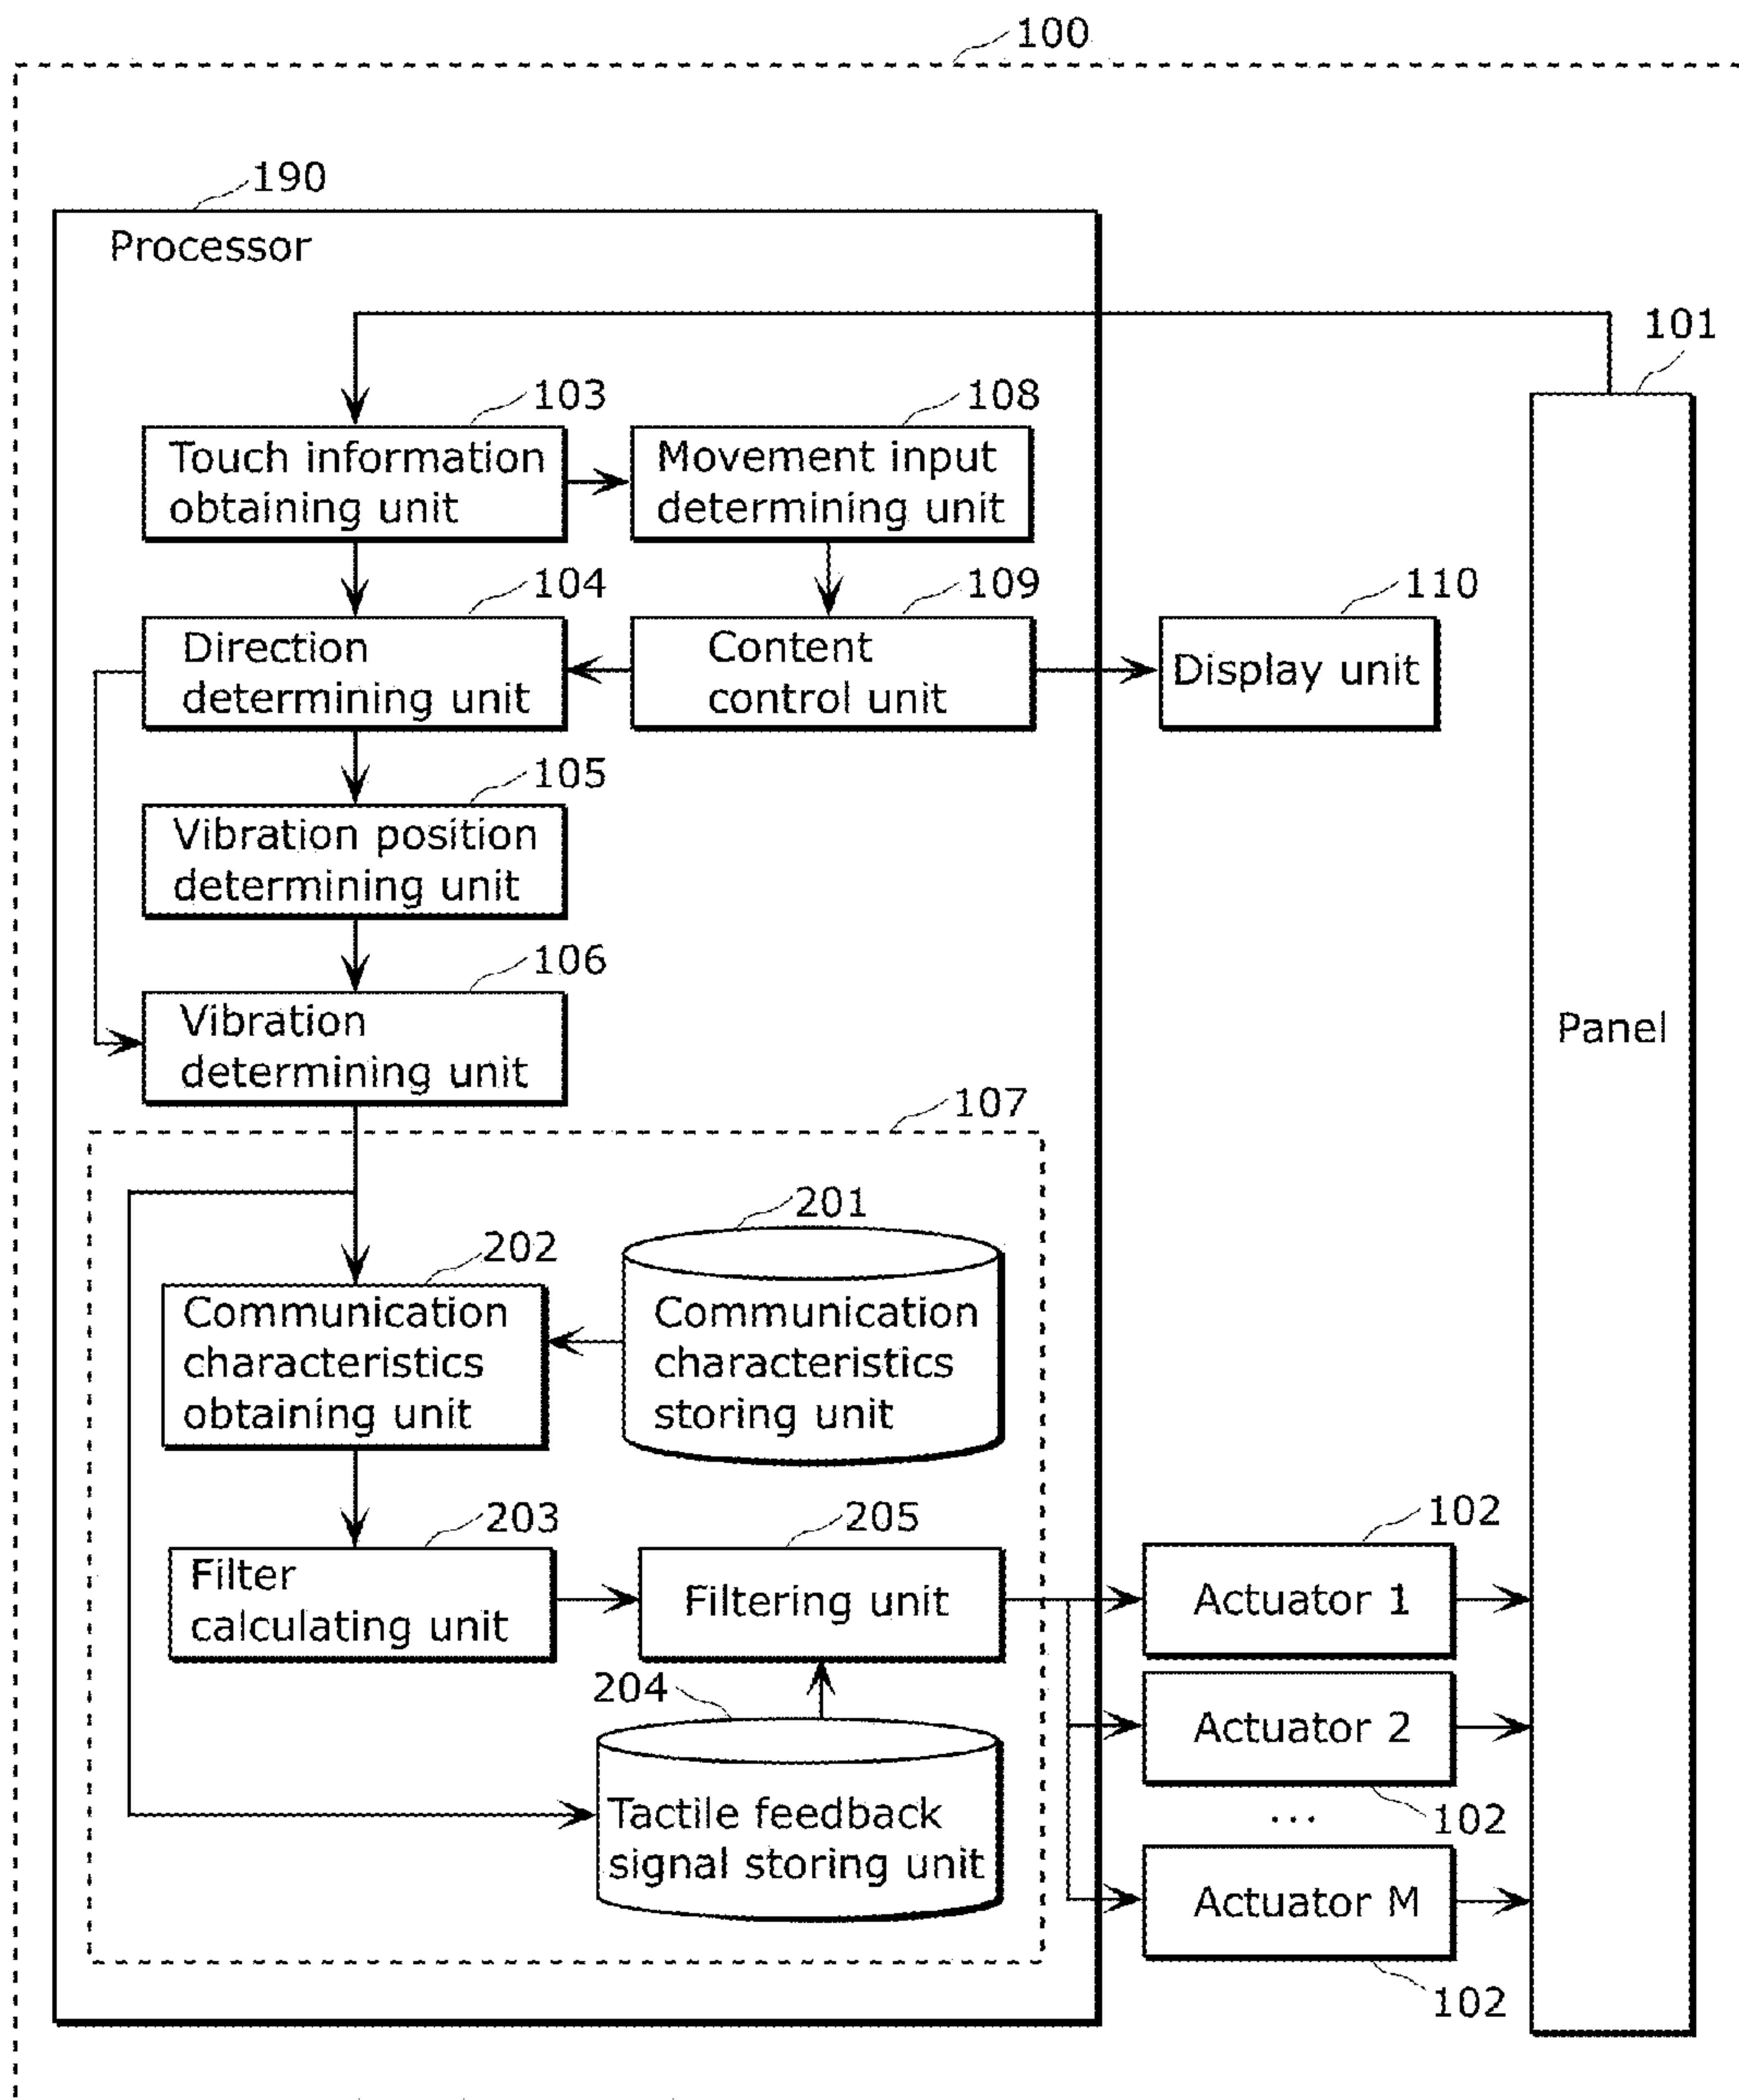 100
190
Processor
101
103
108
Touch information
obtaining unit
Movement input
determining unit
104
109
110
Direction
determining unit
Content
control unit
Display unit
105
Vibration position
determining unit
106
Vibration
determining unit
Panel
107
201
202
Communication
characteristics
obtaining unit
Communication
characteristics
storing unit
203
205
102
Filter
calculating unit
Filtering unit
Actuator 1
204
Actuator 2
102
...
Tactile feedback
signal storing unit
Actuator M
102